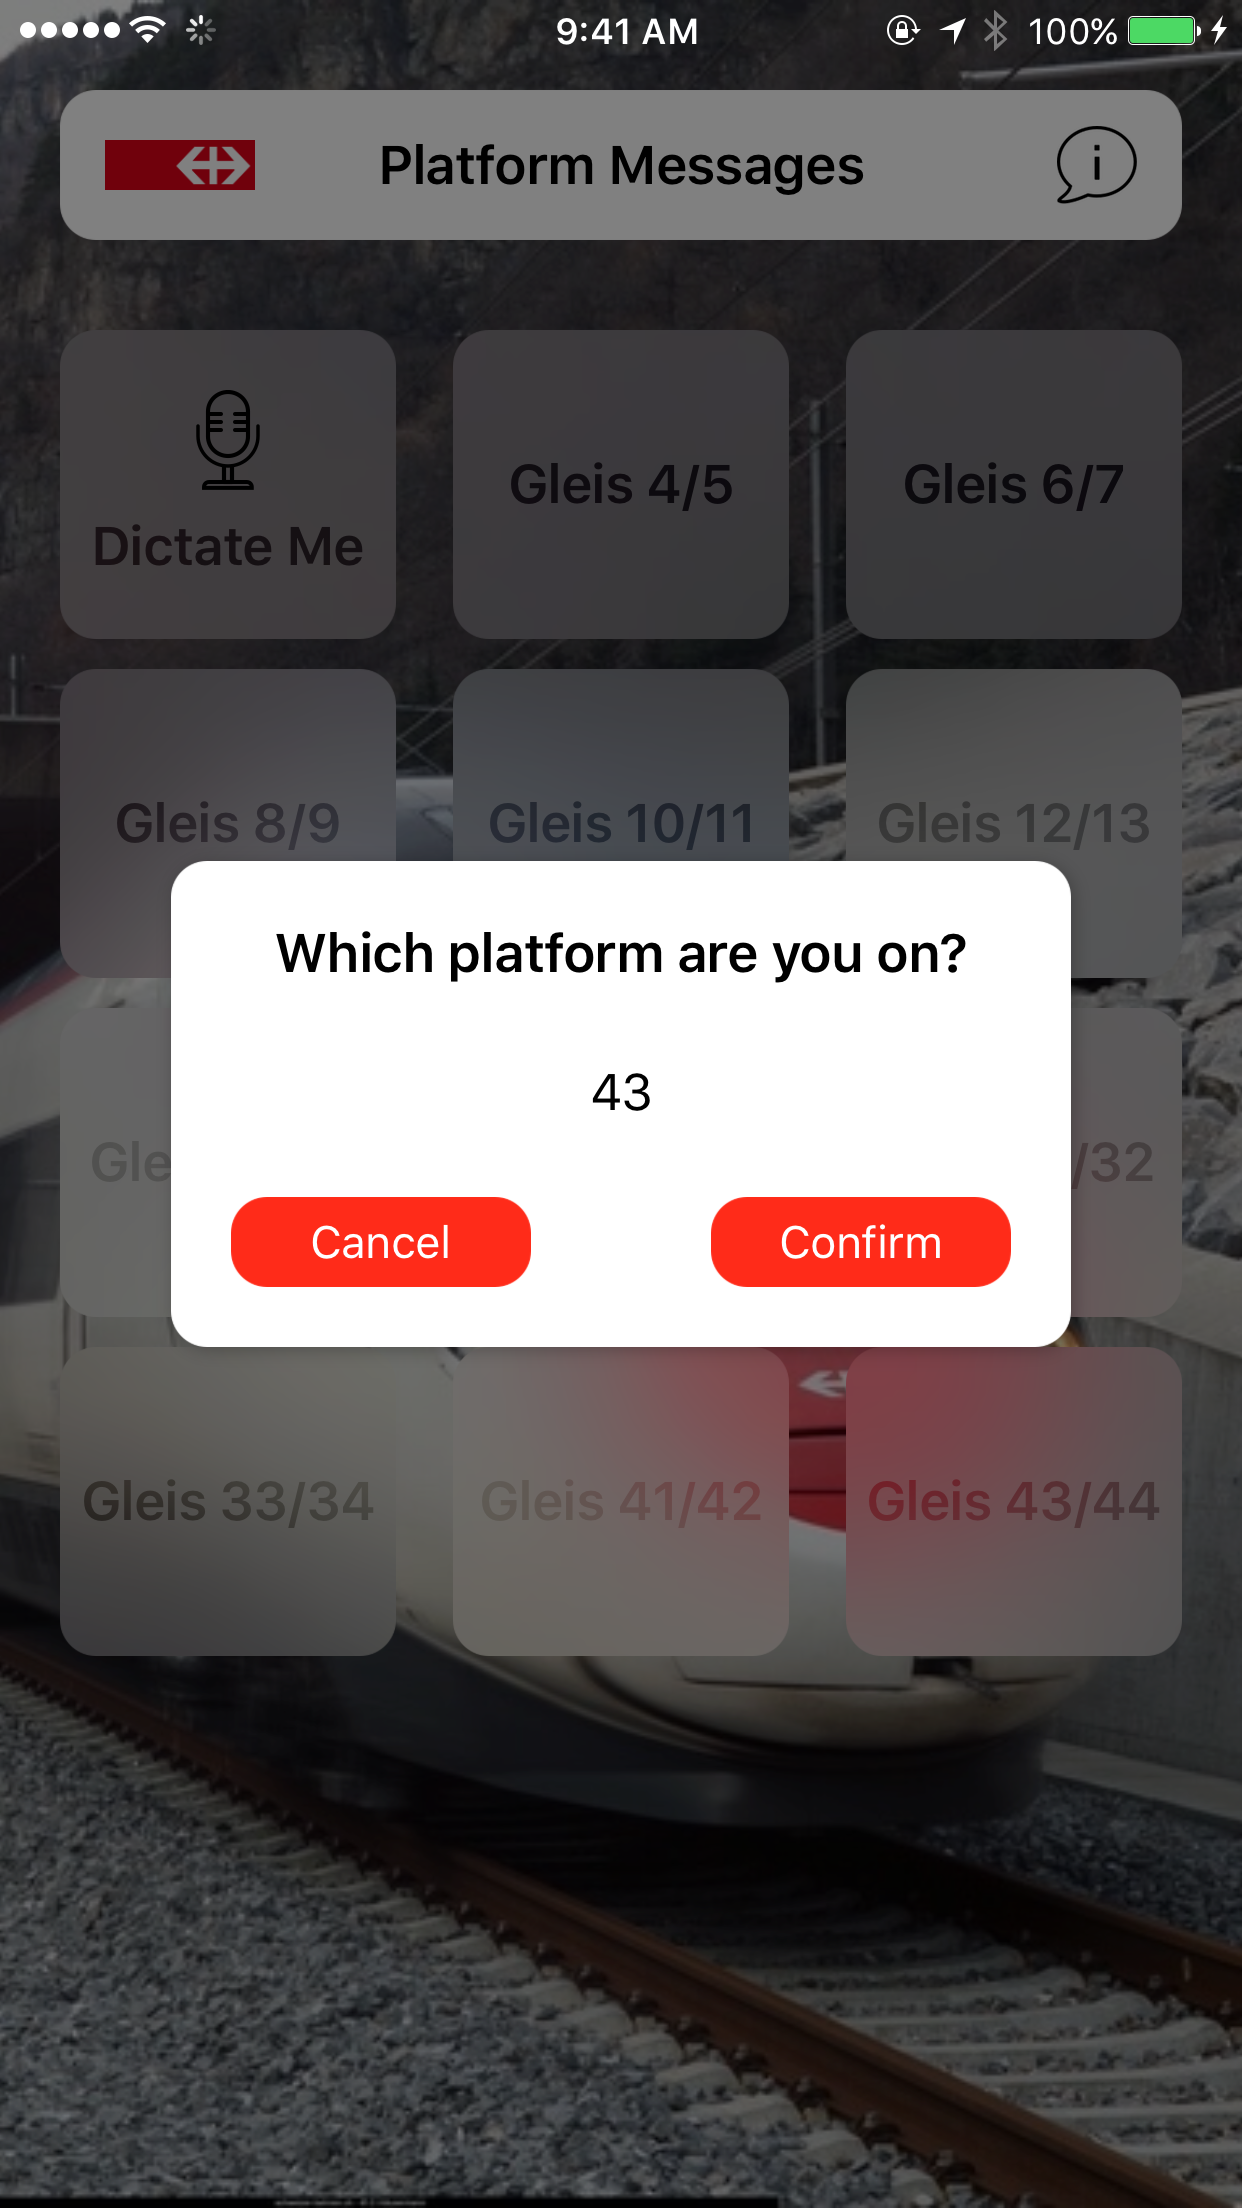 9:41 AM
100%
Platform Messages
i
Dictate Me
Gleis 4/5
Gleis 6/7
Gleis 8/9
Gleis 10/11
Gleis 12/13
Which platform are you on?
43
Gle
/32
Cancel
Confirm
Gleis 33/34
Gleis 41/42
Gleis 43/44